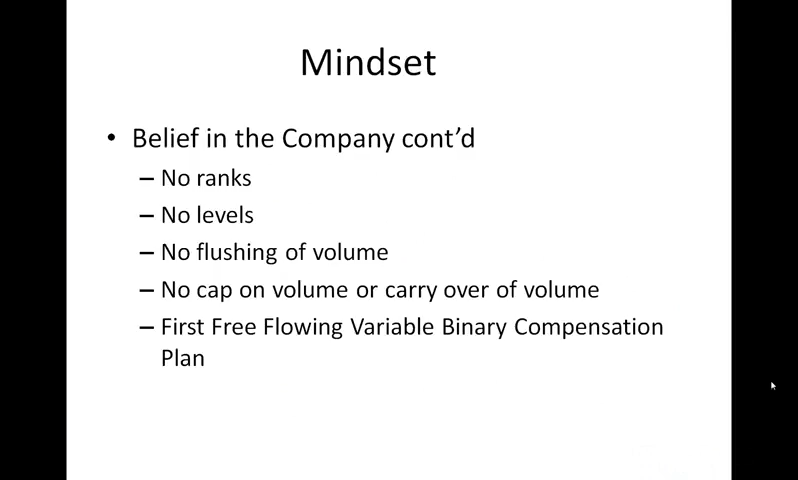 Mindset
• Belief in the Company cont’d
– No ranks
– No levels
– No flushing of volume
– No cap on volume or carry over of volume
– First Free Flowing Variable Binary Compensation
Plan